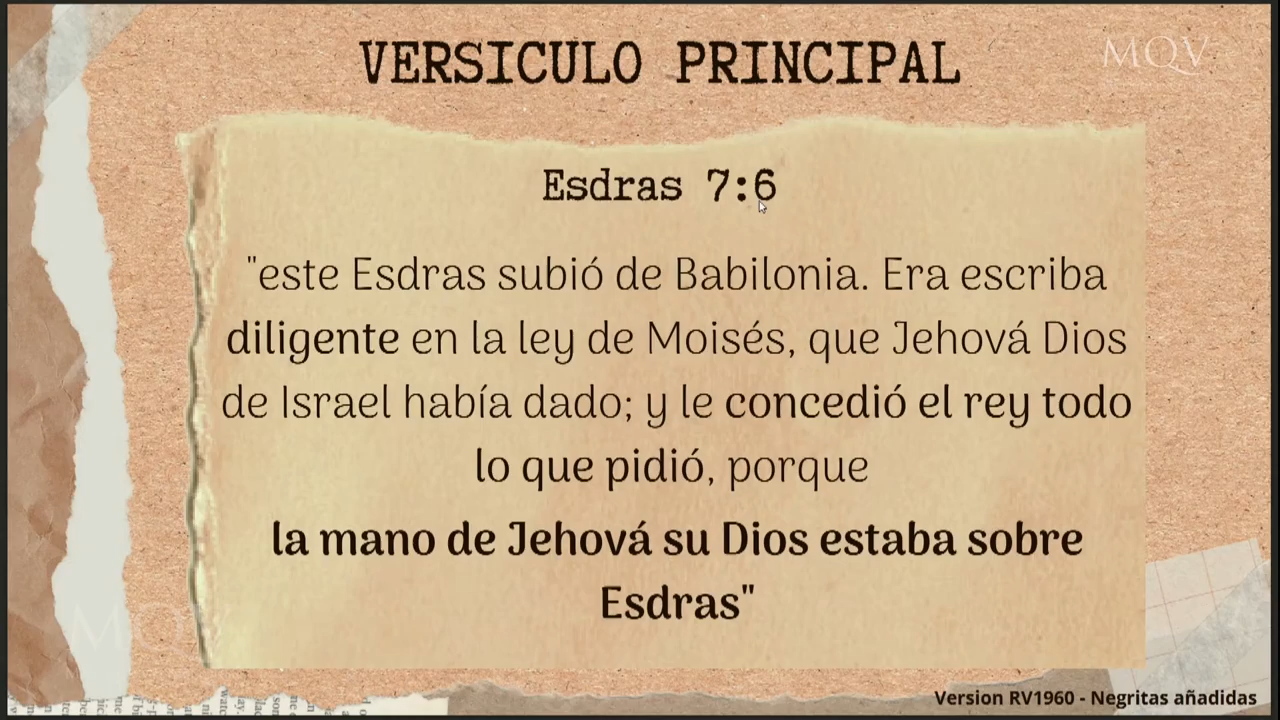 VERSICULO PRINCIPAL
MQV
Esdras 7:6
"este Esdras subió de Babilonia. Era escriba
diligente en la ley de Moisés, que Jehová Dios
de Israel había dado; y le concedió el rey todo
lo que pidió, porque
la mano de Jehová su Dios estaba sobre
Esdras"
MQV
Version RV1960 - Negritas añadidas